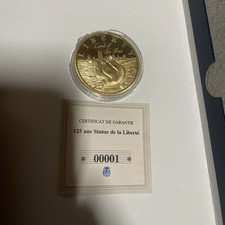 CERTIFICAT DE GARANTIE
125 ans Statue de la Liberté
00001